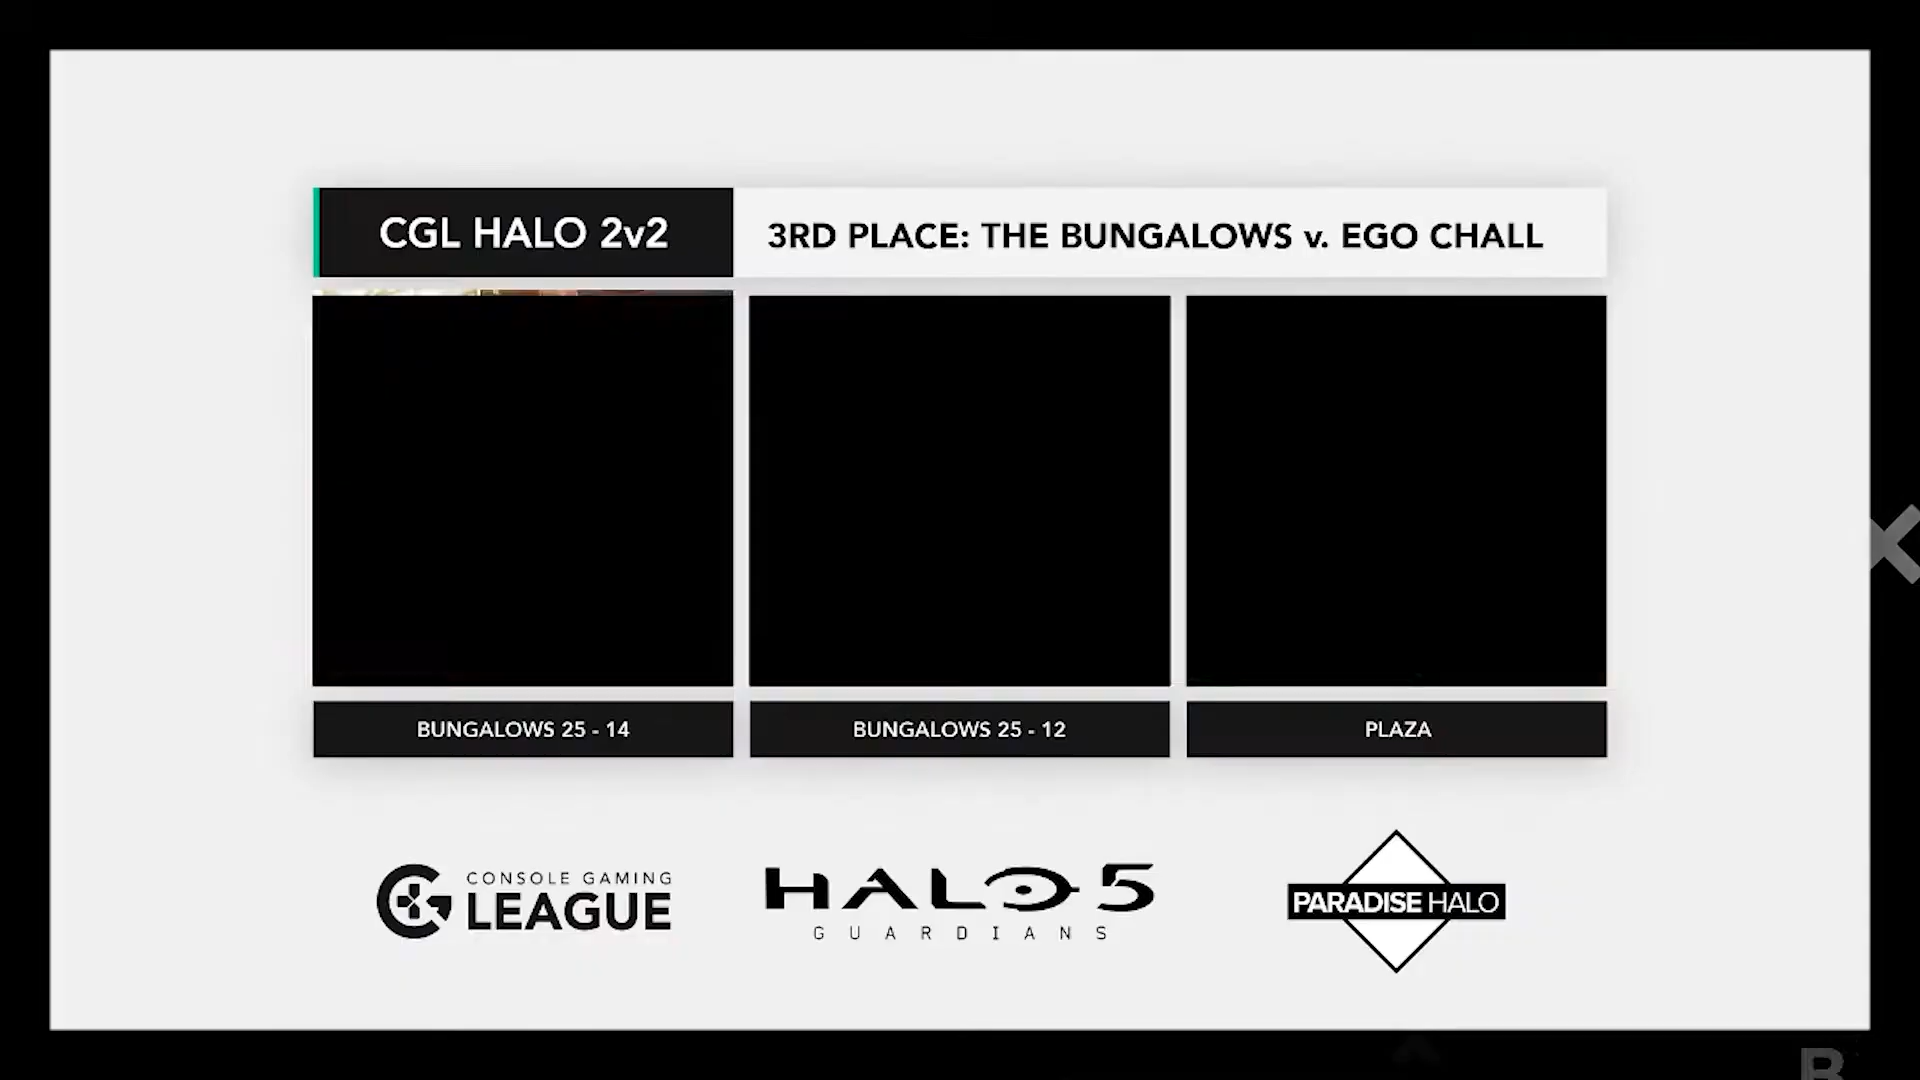 CGL HALO 2v2
3RD PLACE: THE BUNGALOWS v. EGO CHALL
BUNGALOWS 25 - 14
BUNGALOWS 25 - 12
PLAZA
CONSOLE GAMING
LEAGUE
HALO 5
GUARDIANS
PARADISE HALO
B